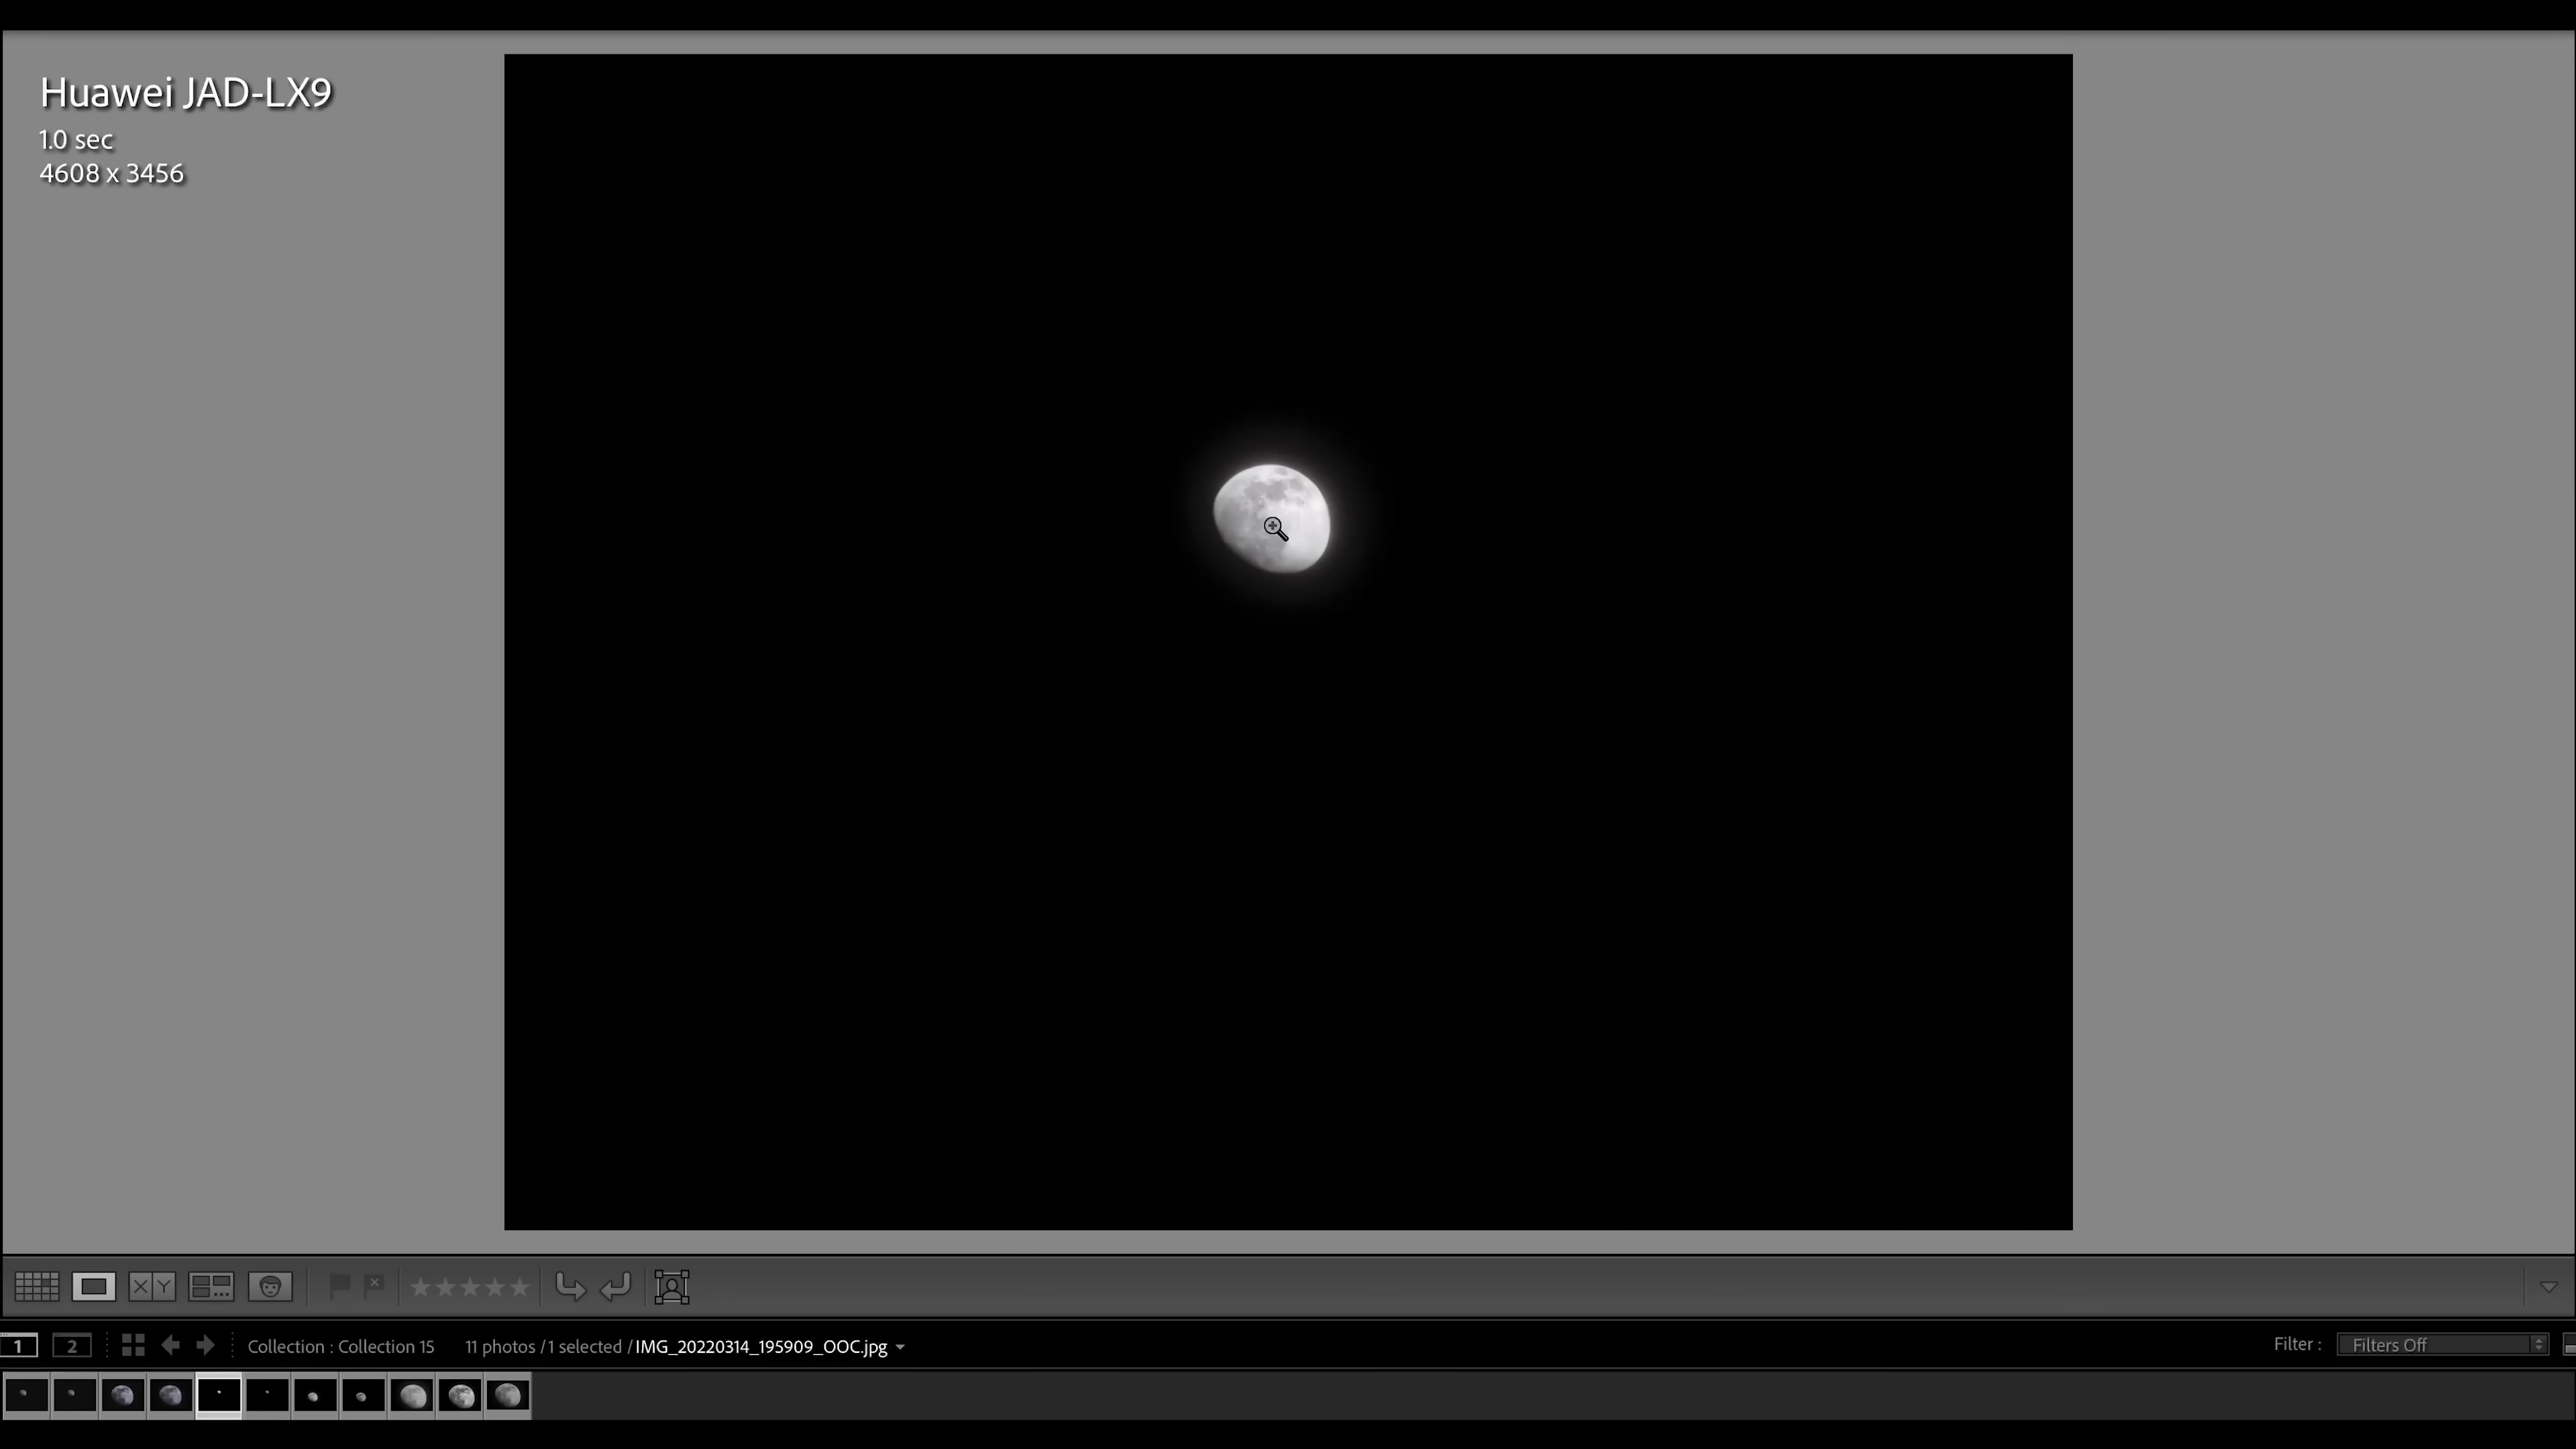 Huawei JAD-LX9
1.0 sec
4608 x 3456
X Y
1 2 Collection : Collection 15 11 photos /1 selected /IMG_20220314_195909_OOC.jpg Filter : Filters Off